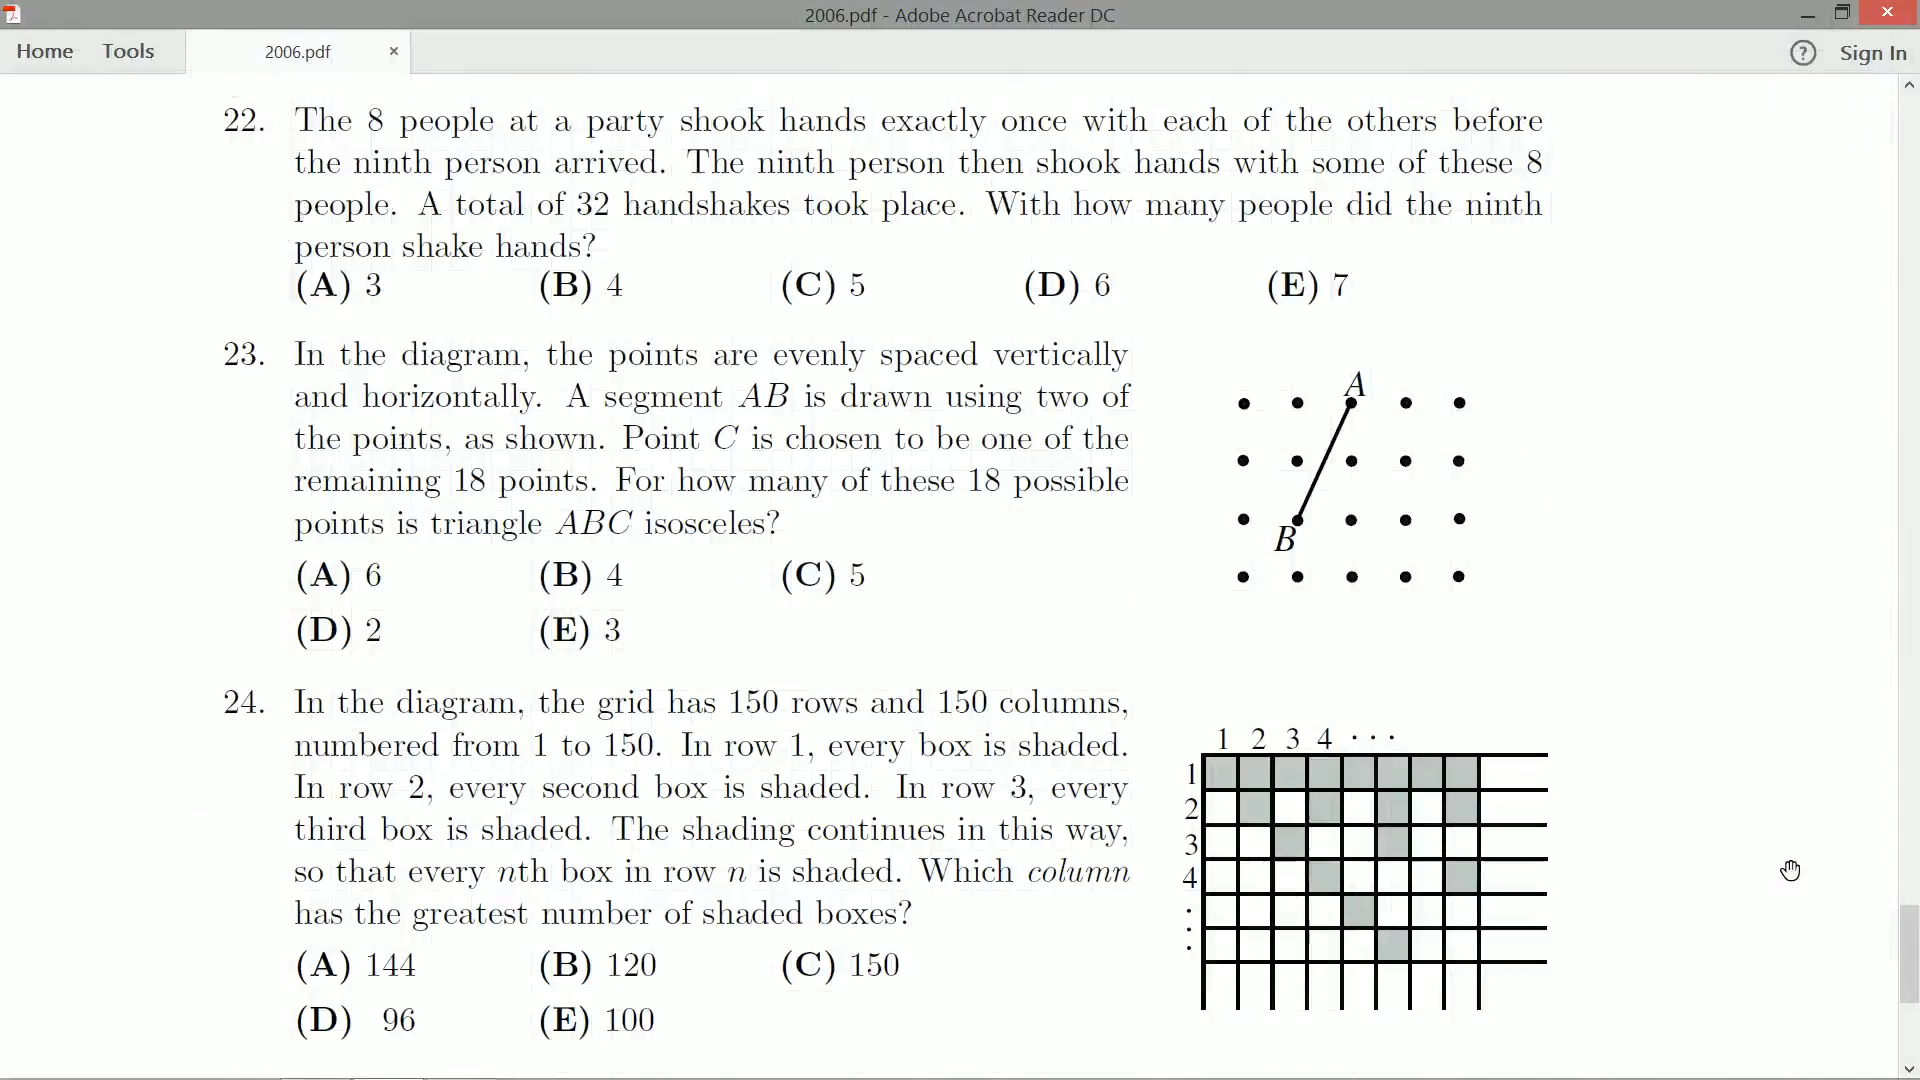 2006.pdf - Adobe Acrobat Reader DC
Home Tools 2006.pdf × ? Sign In
22. The 8 people at a party shook hands exactly once with each of the others before
the ninth person arrived. The ninth person then shook hands with some of these 8
people. A total of 32 handshakes took place. With how many people did the ninth
person shake hands?
(A) 3 (B) 4 (C) 5 (D) 6 (E) 7
23. In the diagram, the points are evenly spaced vertically
and horizontally. A segment AB is drawn using two of
the points, as shown. Point C is chosen to be one of the
remaining 18 points. For how many of these 18 possible
points is triangle ABC isosceles?
(A) 6 (B) 4 (C) 5
(D) 2 (E) 3
A
B
24. In the diagram, the grid has 150 rows and 150 columns,
numbered from 1 to 150. In row 1, every box is shaded.
In row 2, every second box is shaded. In row 3, every
third box is shaded. The shading continues in this way,
so that every nth box in row n is shaded. Which column
has the greatest number of shaded boxes?
(A) 144 (B) 120 (C) 150
(D) 96 (E) 100
1 2 3 4 · · ·
1
2
3
4
·
·
·